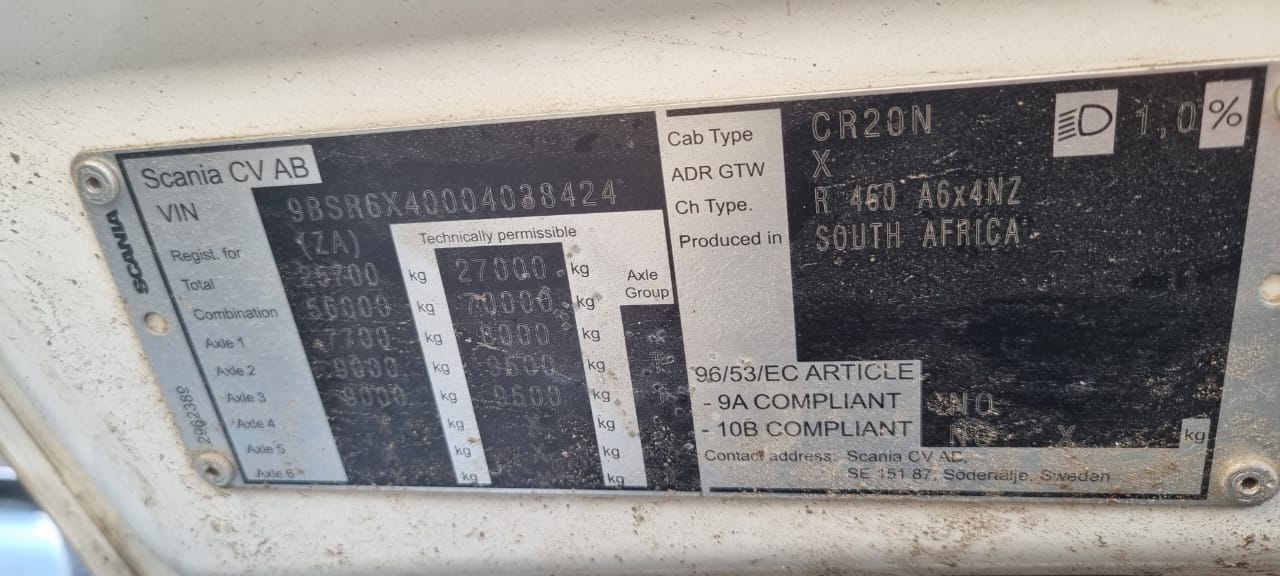 Scania CV AB
VIN 9BSR6X40004038424
Regist. for (ZA)
Technically permissible
Total 25700 kg 27000 kg
Axle Group
Combination 56000 kg 70000 kg
Axle 1 7700 kg 8000 kg X
Axle 2 9000 kg 9500 kg
Axle 3 9000 kg 9500 kg
Axle 4 kg X kg
Axle 5 kg kg
Axle 6 kg kg
SCANIA
2962389
Cab Type CR20N
1,0 %
ADR GTW X
Ch Type. R 460 A6x4NZ
Produced in SOUTH AFRICA
96/53/EC ARTICLE
- 9A COMPLIANT NO
- 10B COMPLIANT NO X kg
Contact address: Scania CV AB
SE 151 87, Södertälje, Sweden